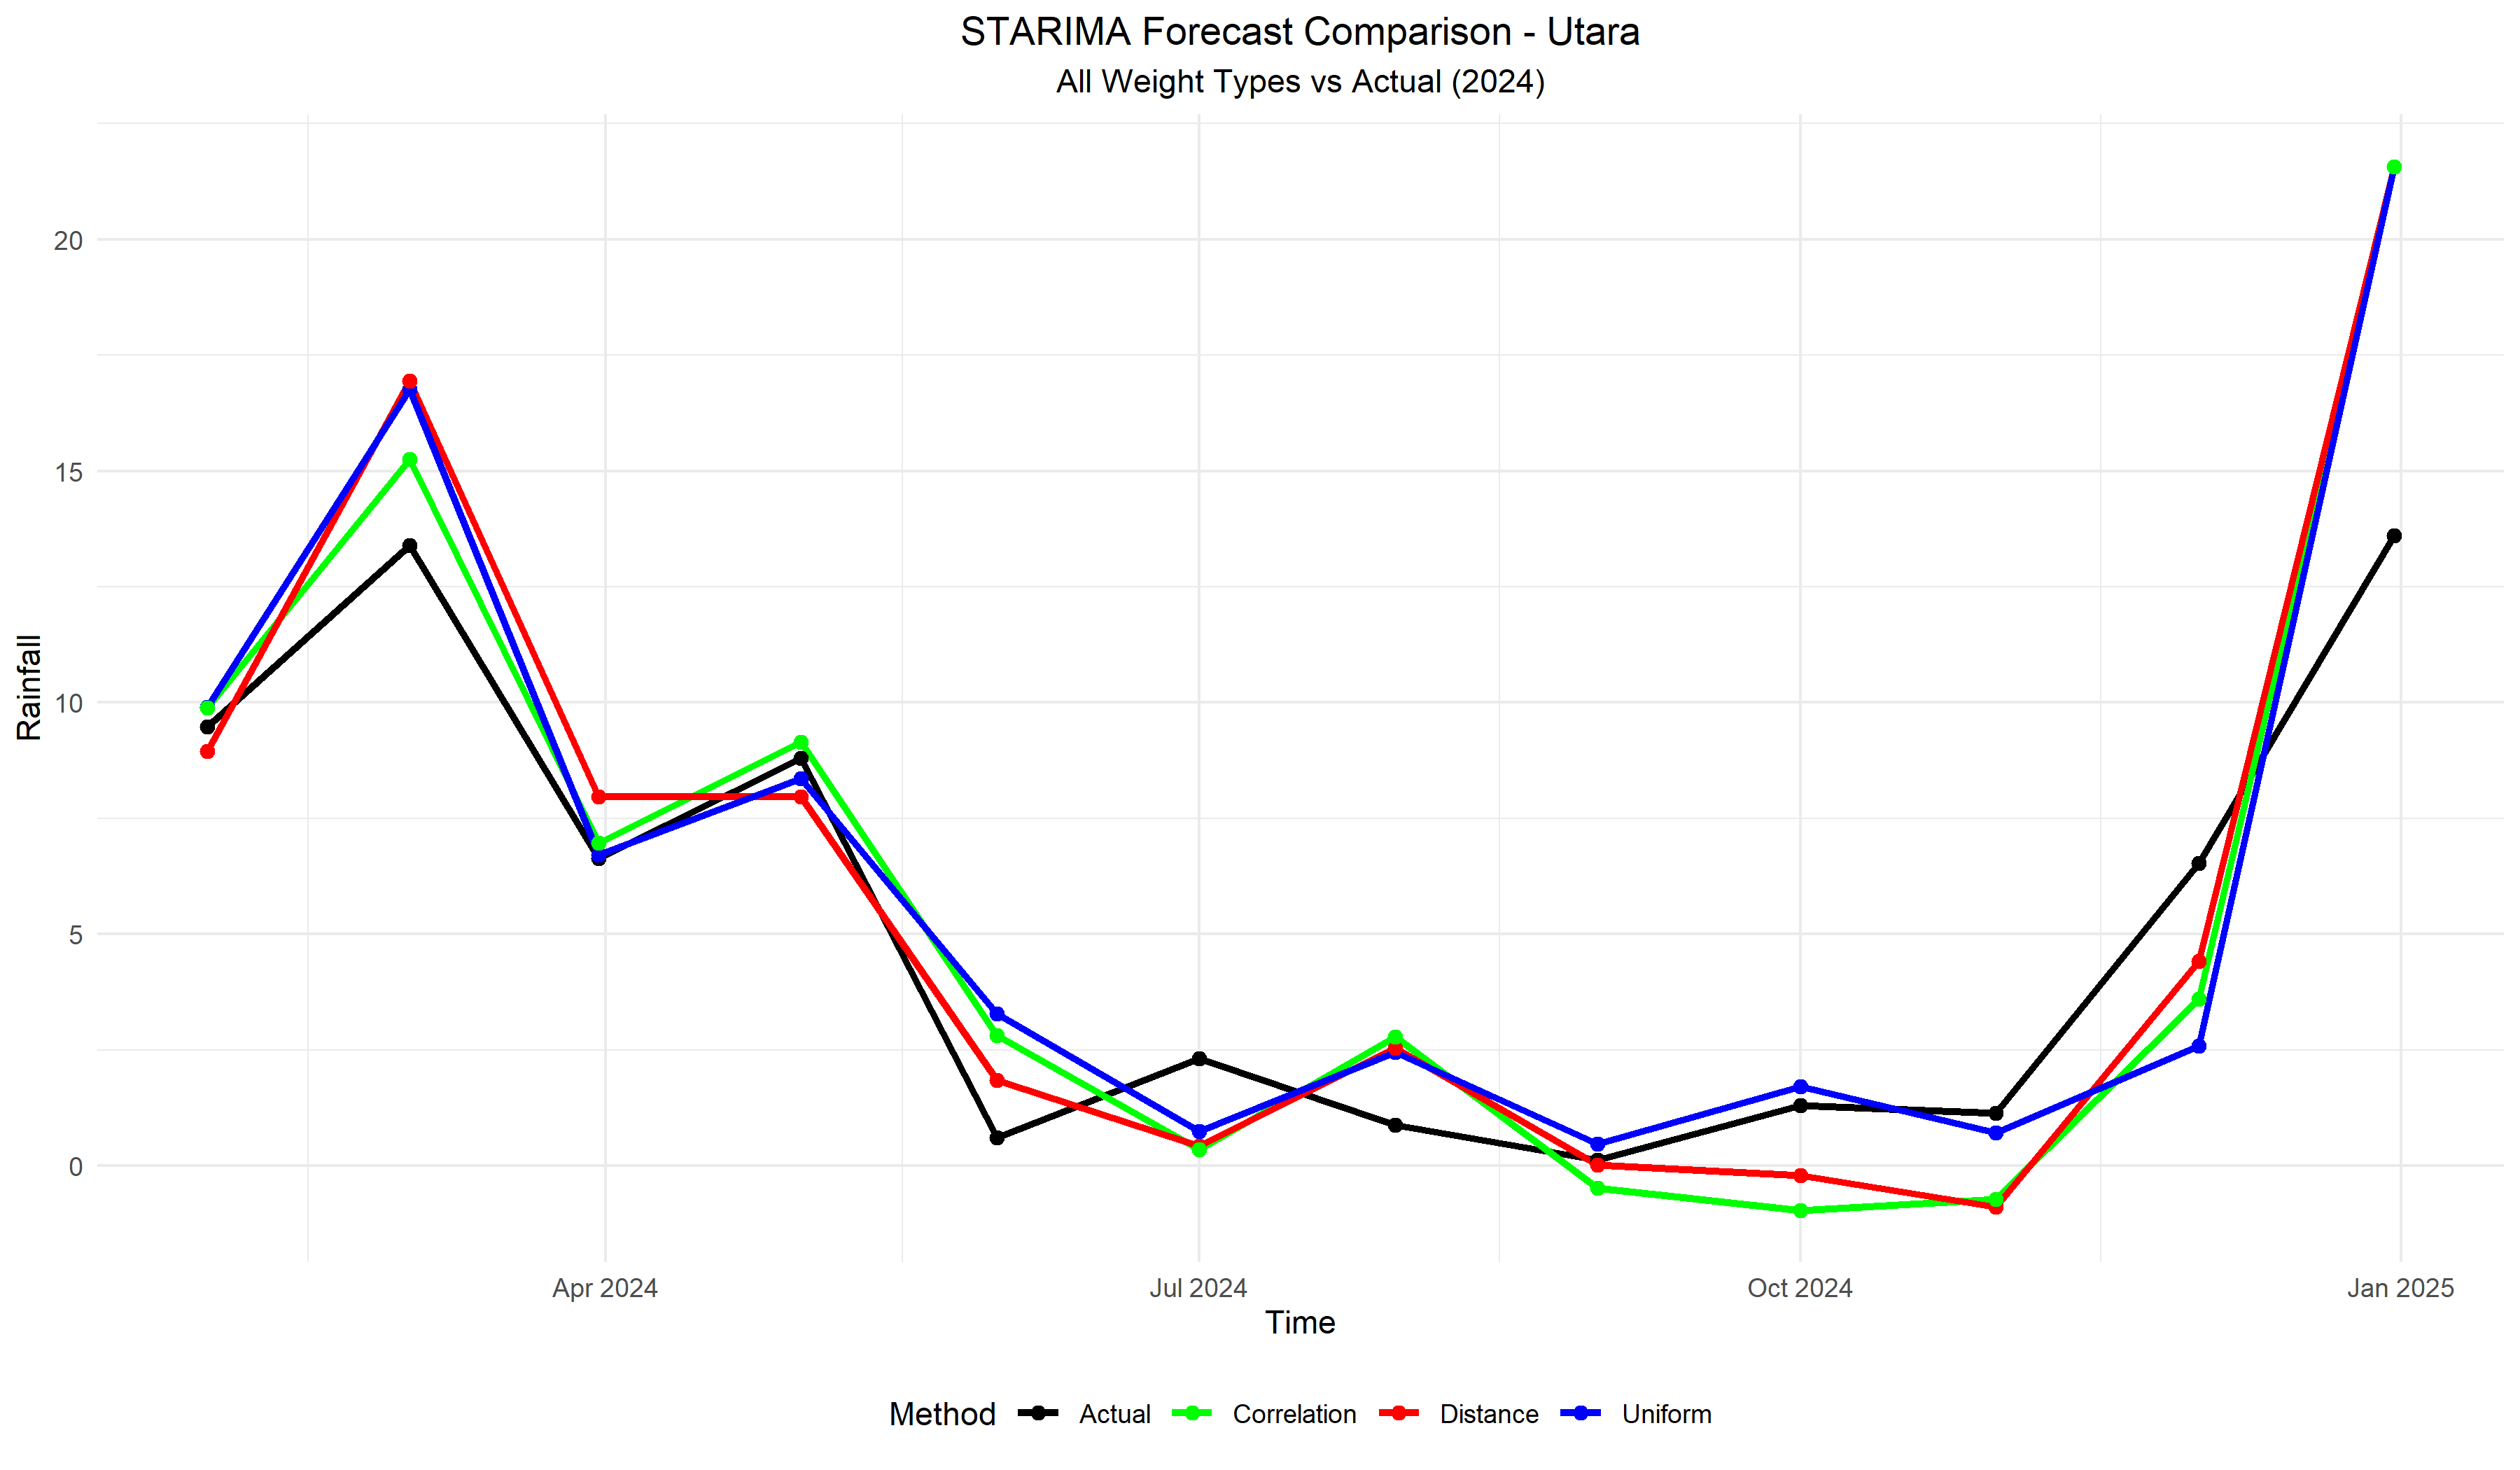 STARIMA Forecast Comparison - Utara
All Weight Types vs Actual (2024)
Rainfall
20
15
10
5
0
Apr 2024 Jul 2024 Oct 2024 Jan 2025
Time
Method Actual Correlation Distance Uniform